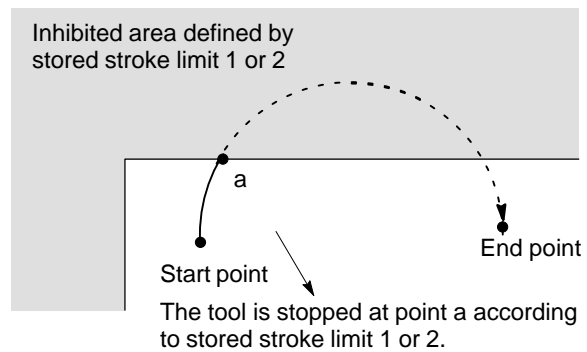 Inhibited area defined by
stored stroke limit 1 or 2
a
End point
Start point
The tool is stopped at point a according
to stored stroke limit 1 or 2.